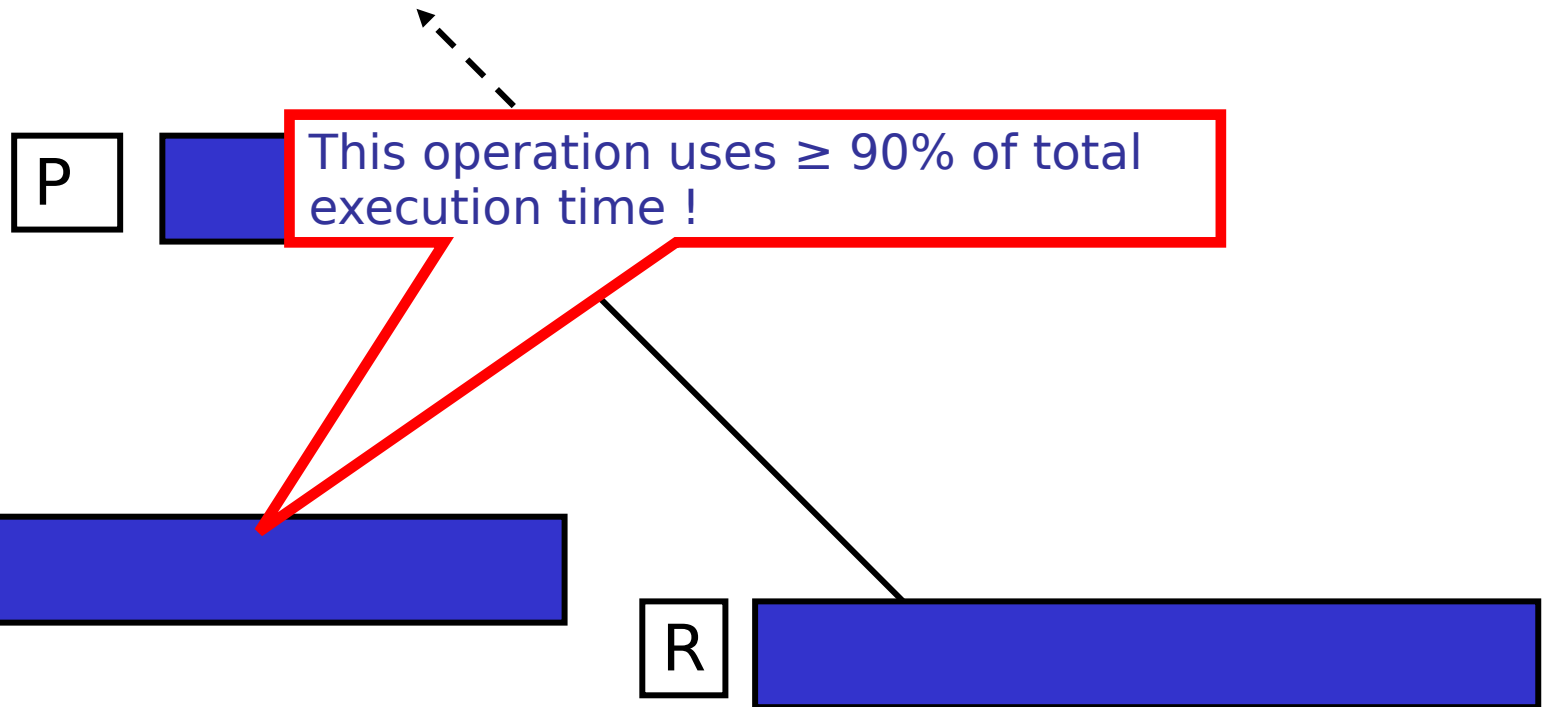 P
This operation uses ≥ 90% of total
execution time !
R